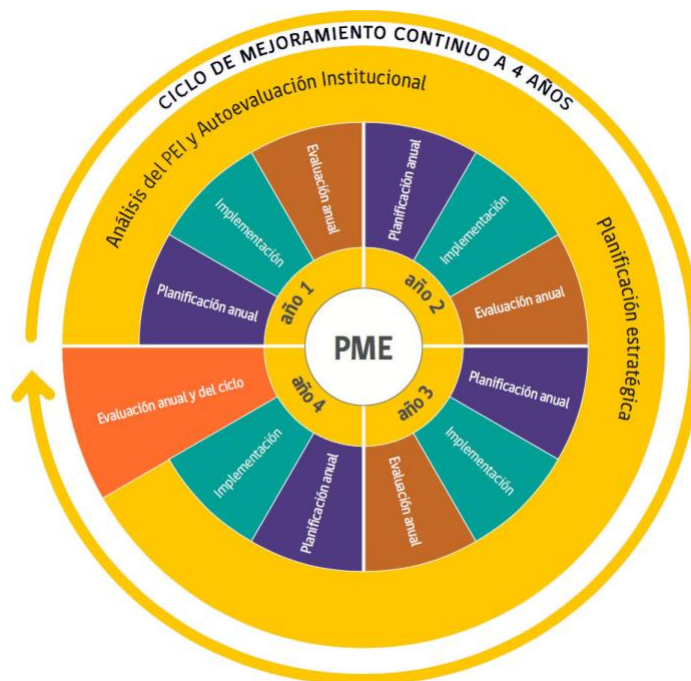 CICLO DE MEJORAMIENTO CONTINUO A 4 AÑOS
Análisis del PEI y Autoevaluación Institucional
Planificación estratégica
PME
año 1
Planificación anual
Implementación
Evaluación anual
año 2
Planificación anual
Implementación
Evaluación anual
año 3
Planificación anual
Implementación
Evaluación anual
año 4
Planificación anual
Implementación
Evaluación anual y del ciclo